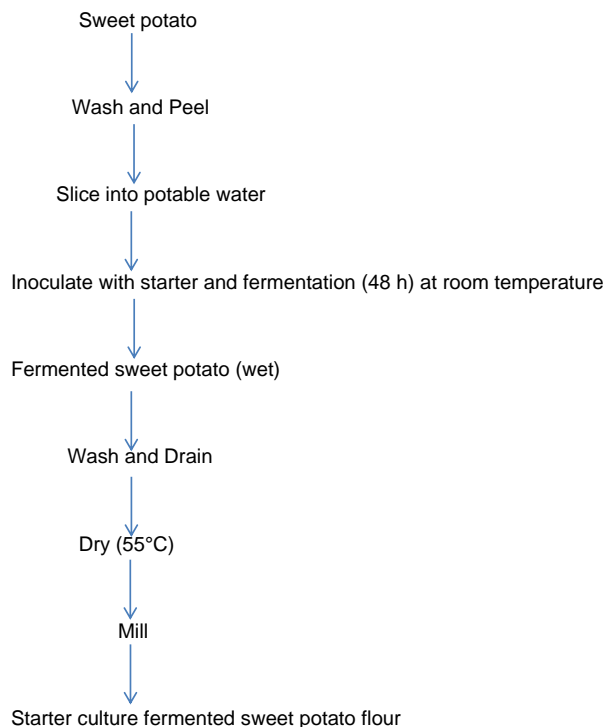 Sweet potato
Wash and Peel
Slice into potable water
Inoculate with starter and fermentation (48 h) at room temperature
Fermented sweet potato (wet)
Wash and Drain
Dry (55°C)
Mill
Starter culture fermented sweet potato flour